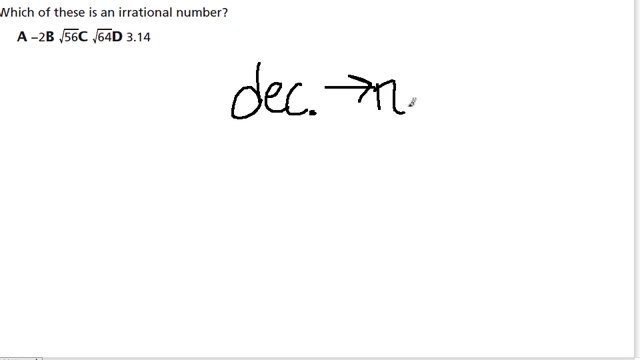 Which of these is an irrational number?
A −2B √56C √64D 3.14
dec. →n